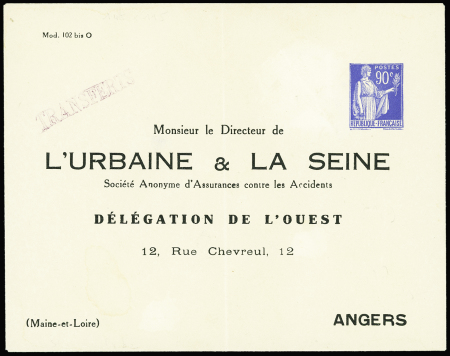 Mod. 102 bis O
POSTES
90c
REPUBLIQUE-FRANÇAISE
TRANSFERTS
Monsieur le Directeur de
L'URBAINE & LA SEINE
Société Anonyme d'Assurances contre les Accidents
DÉLÉGATION DE L'OUEST
12, Rue Chevreul, 12
(Maine-et-Loire)
ANGERS